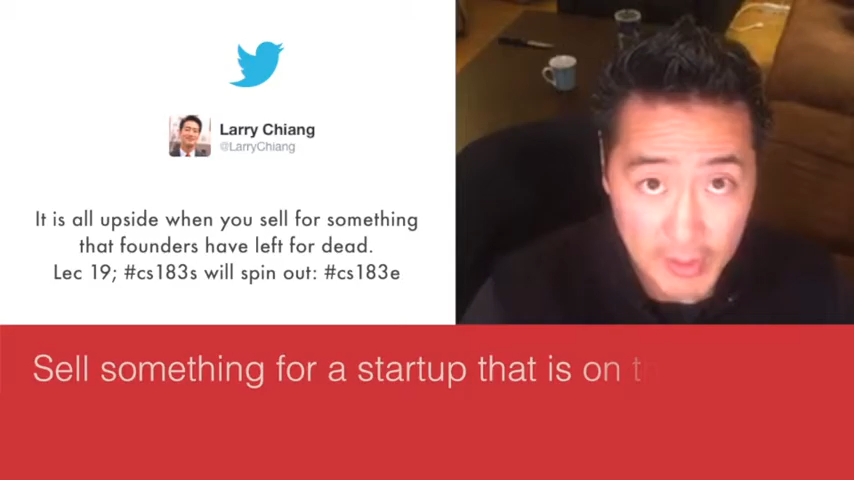 Larry Chiang
@LarryChiang
It is all upside when you sell for something
that founders have left for dead.
Lec 19; #cs183s will spin out: #cs183e
Sell something for a startup that is on